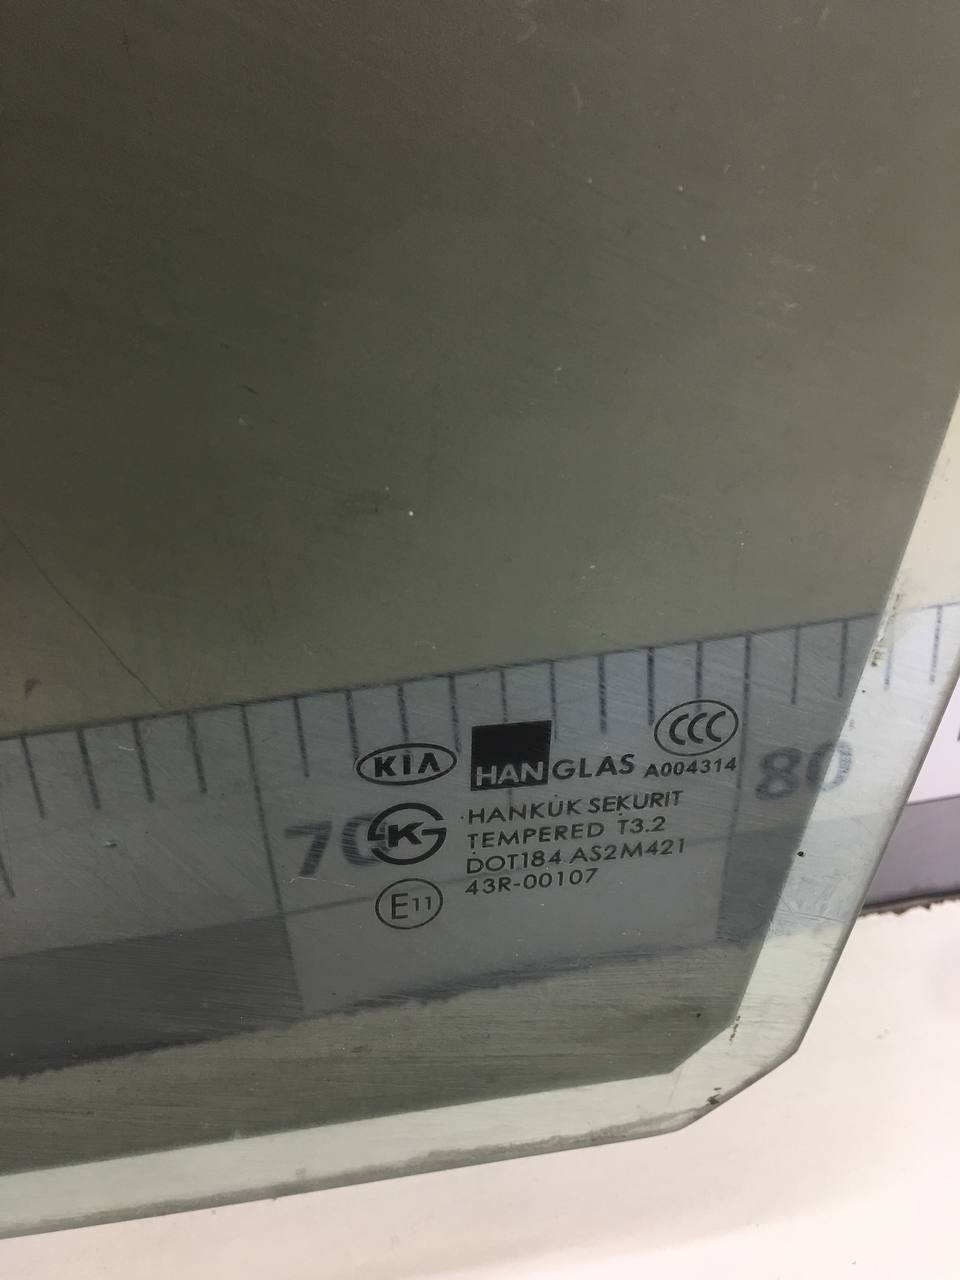 KIA HANGLAS CCC
A004314
70 80
K HANKUK SEKURIT
TEMPERED T3.2
DOT184 AS2M421
E11 43R-00107